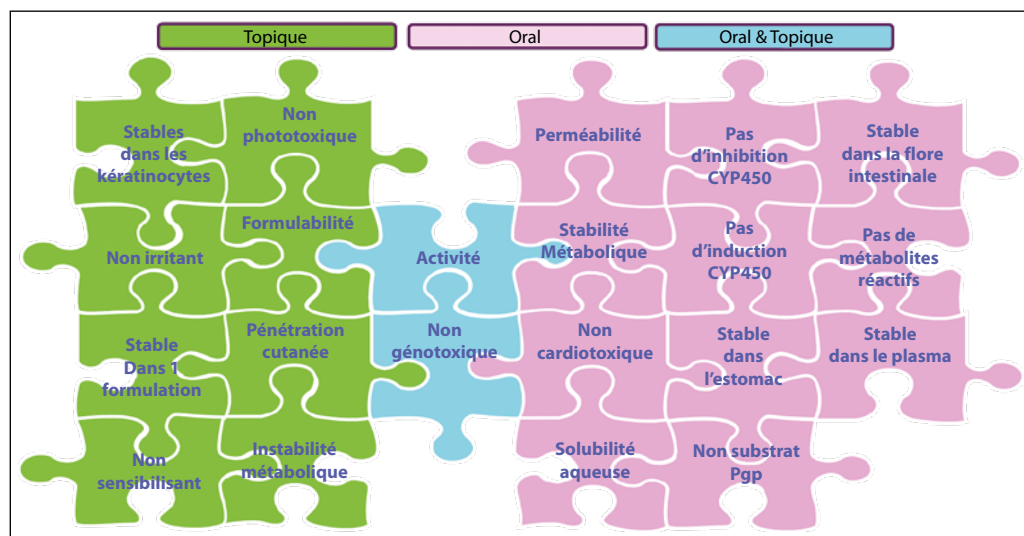 Topique
Oral
Oral & Topique
Stables
dans les
kératinocytes
Non
phototoxique
Perméabilité
Pas
d’inhibition
CYP450
Stable
dans la flore
intestinale
Non irritant
Formulabilité
Activité
Stabilité
Métabolique
Pas
d’induction
CYP450
Pas de
métabolites
réactifs
Stable
Dans 1
formulation
Pénétration
cutanée
Non
génotoxique
Non
cardiotoxique
Stable
dans
l’estomac
Stable
dans le plasma
Non
sensibilisant
Instabilité
métabolique
Solubilité
aqueuse
Non substrat
Pgp